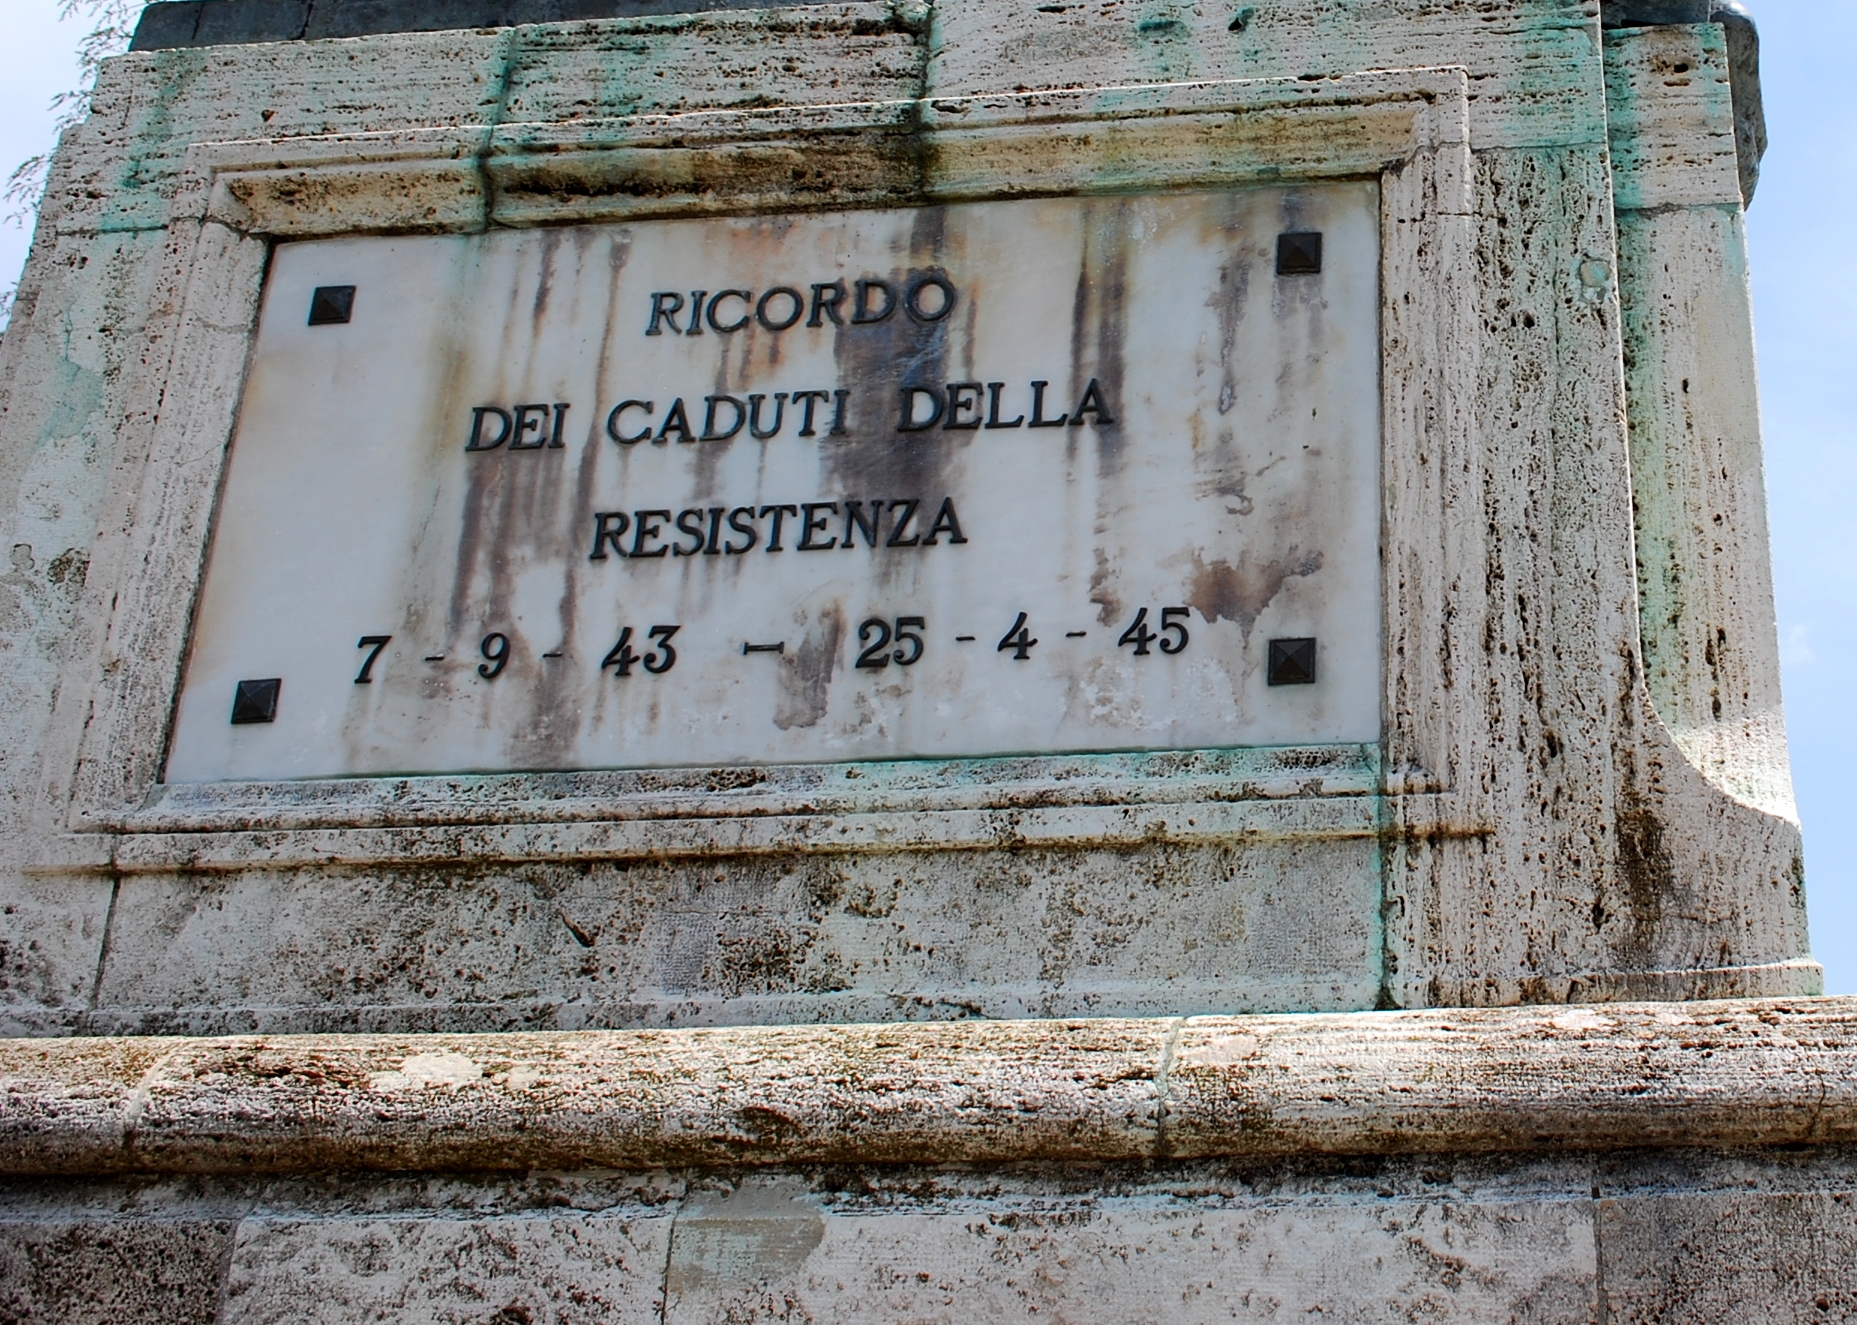 RICORDO
DEI CADUTI DELLA
RESISTENZA
7 - 9 - 43 - 25 - 4 - 45